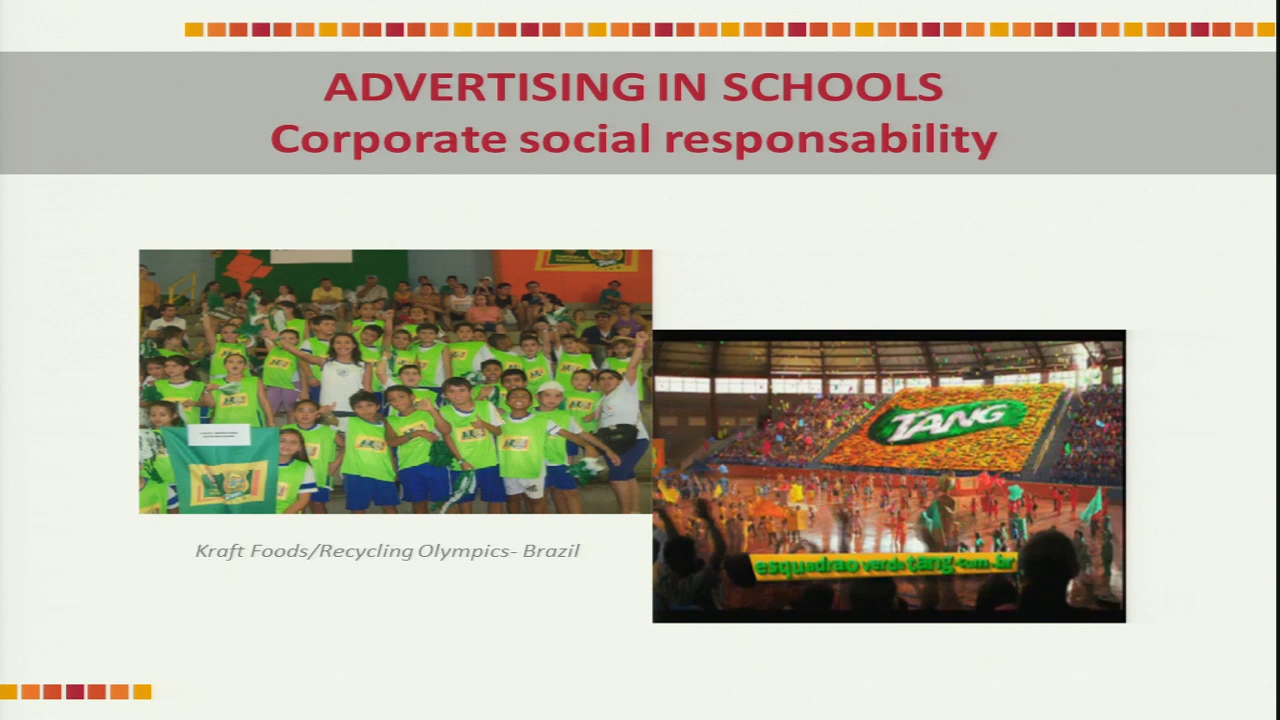 ADVERTISING IN SCHOOLS
Corporate social responsability
TANG
esquadrao verde tang.com.br
Kraft Foods/Recycling Olympics- Brazil